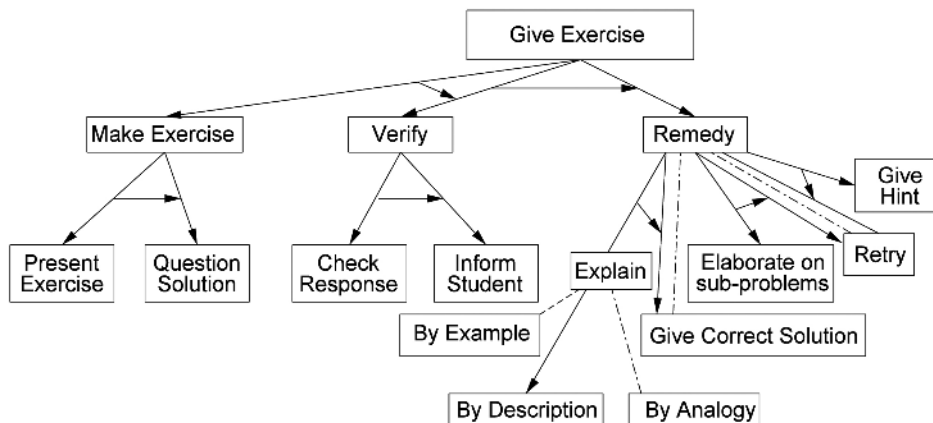 Give Exercise
Make Exercise
Verify
Remedy
Give
Hint
Present
Exercise
Question
Solution
Check
Response
Inform
Student
Explain
Elaborate on
sub-problems
Retry
By Example
Give Correct Solution
By Description
By Analogy